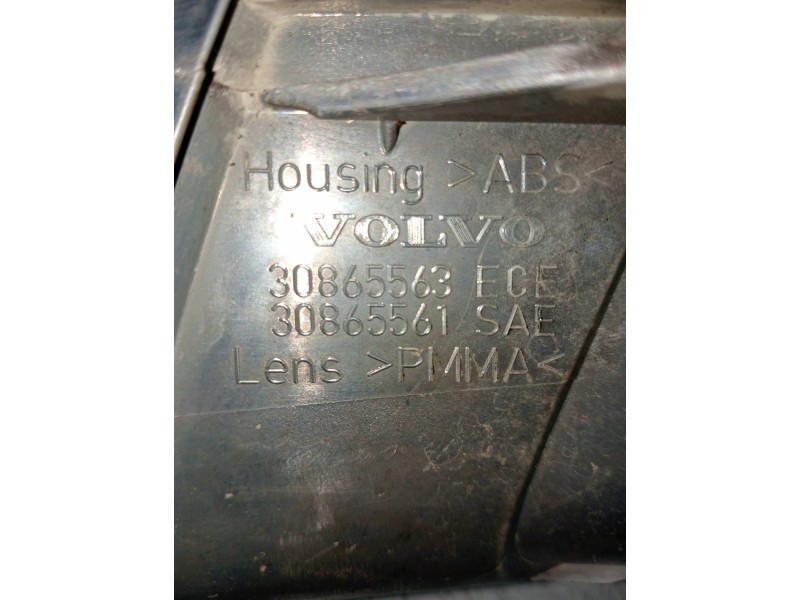 Housing >ABS<
VOLVO
30865563 ECE
30865561 SAE
Lens >PMMA<